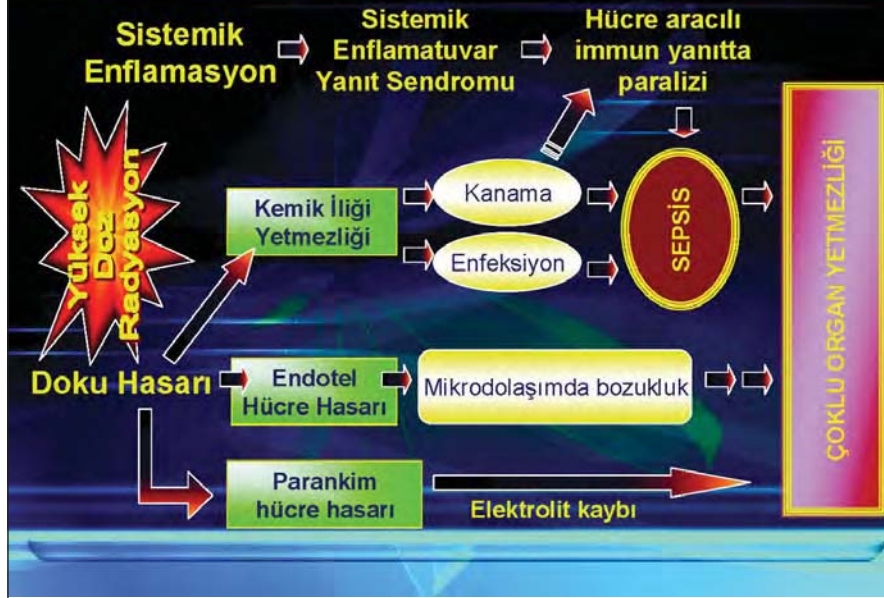 Sistemik
Enflamasyon
Sistemik
Enflamatuvar
Yanıt Sendromu
Hücre aracılı
immun yanıtta
paralizi
Yüksek
Doz
Radyasyon
Kemik İliği
Yetmezliği
Kanama
Enfeksiyon
SEPSİS
ÇOKLU ORGAN YETMEZLİĞİ
Doku Hasarı
Endotel
Hücre Hasarı
Mikrodolaşımda bozukluk
Parankim
hücre hasarı
Elektrolit kaybı